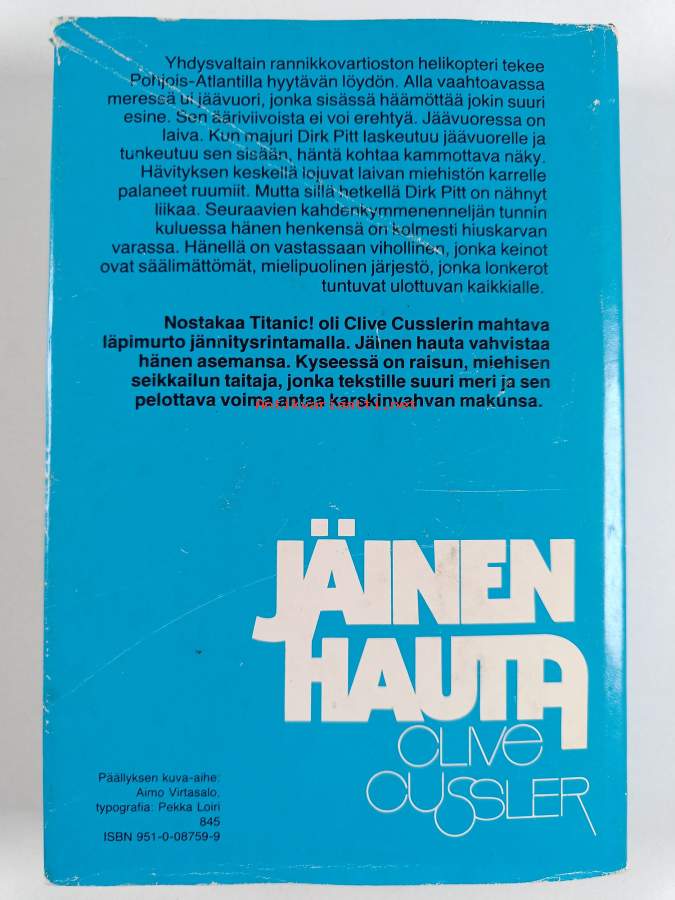 Yhdysvaltain rannikkovartioston helikopteri tekee
Pohjois-Atlantilla hyytävän löydön. Alla vaahtoavassa
meressä ui jäävuori, jonka sisässä häämöttää jokin suuri
esine. Sen ääriviivoista ei voi erehtyä. Jäävuoressa on
laiva. Kun majuri Dirk Pitt laskeutuu jäävuorelle ja
tunkeutuu sen sisään, häntä kohtaa kammottava näky.
Hävityksen keskellä lojuvat laivan miehistön karrelle
palaneet ruumiit. Mutta sillä hetkellä Dirk Pitt on nähnyt
liikaa. Seuraavien kahdenkymmenenneljän tunnin
kuluessa hänen henkensä on kolmesti hiuskarvan
varassa. Hänellä on vastassaan vihollinen, jonka keinot
ovat säälimättömät, mielipuolinen järjestö, jonka lonkerot
tuntuvat ulottuvan kaikkialle.
Nostakaa Titanic! oli Clive Cusslerin mahtava
läpimurto jännitysrintamalla. Jäinen hauta vahvistaa
hänen asemansa. Kyseessä on raisun, miehisen
seikkailun taitaja, jonka tekstille suuri meri ja sen
pelottava voima antaa karskinvahvan makunsa.
JÄINEN
HAUTA
CLIVE
CUSSLER
Päällyksen kuva-aihe:
Aimo Virtasalo,
typografia: Pekka Loiri
845
ISBN 951-0-08759-9